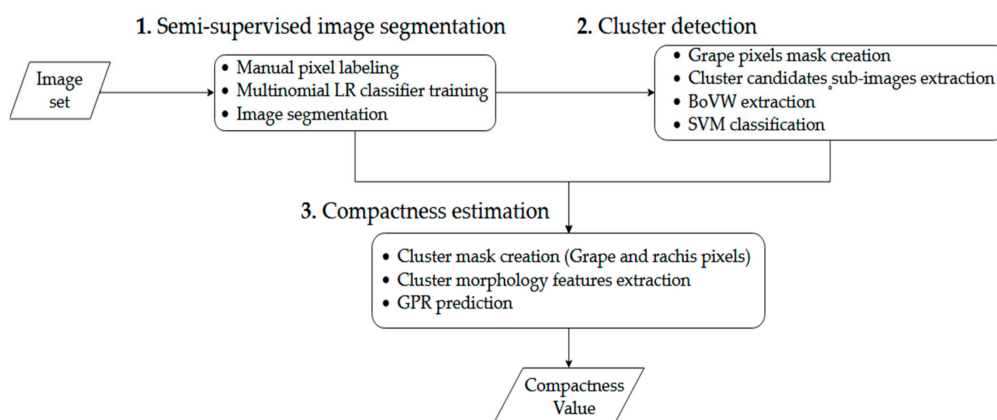 1. Semi-supervised image segmentation
2. Cluster detection
Image
set
• Manual pixel labeling
• Multinomial LR classifier training
• Image segmentation
• Grape pixels mask creation
• Cluster candidates sub-images extraction
• BoVW extraction
• SVM classification
3. Compactness estimation
• Cluster mask creation (Grape and rachis pixels)
• Cluster morphology features extraction
• GPR prediction
Compactness
Value